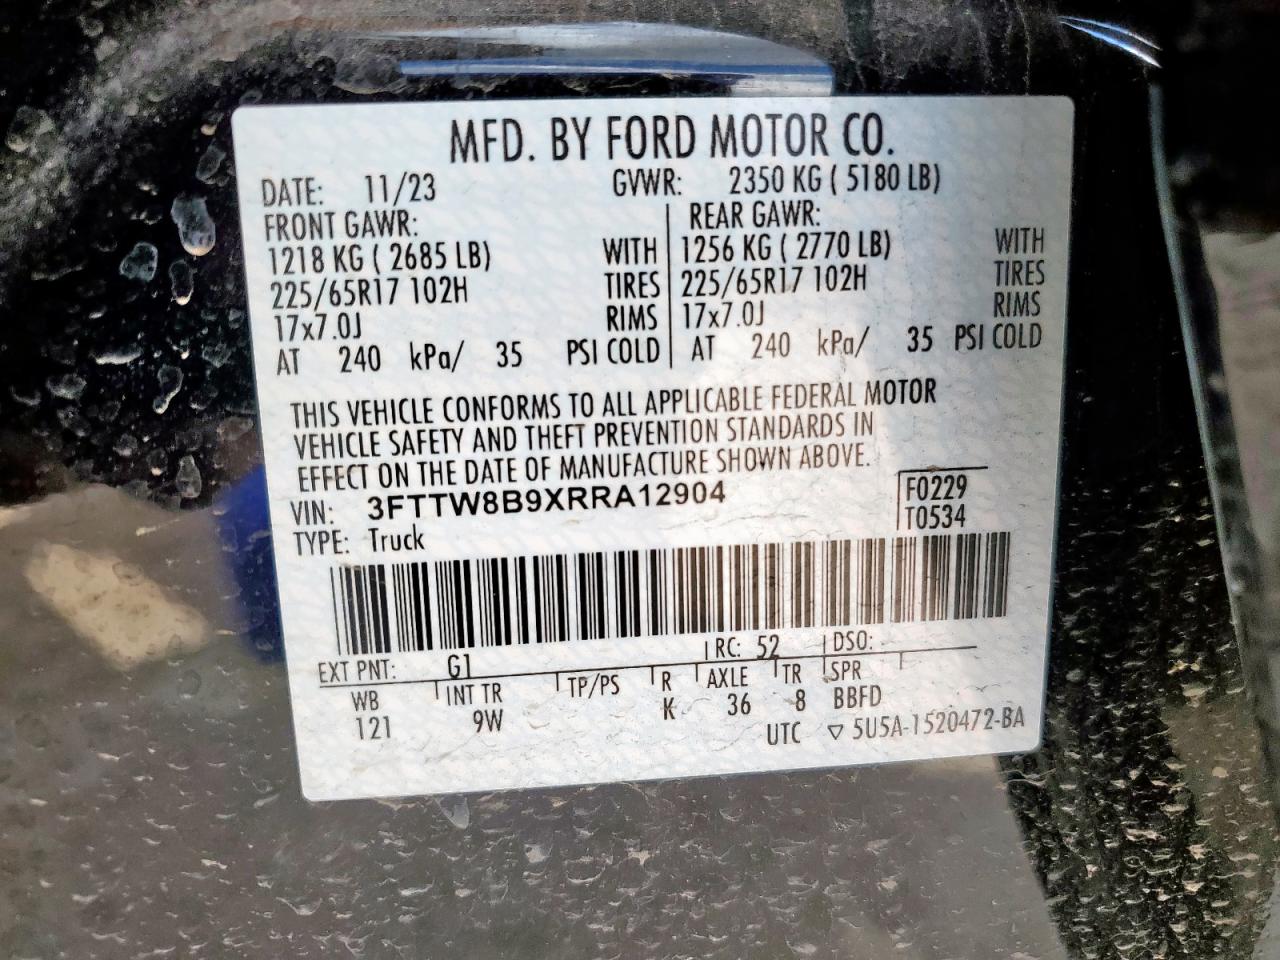 MFD. BY FORD MOTOR CO.
DATE: 11/23 GVWR: 2350 KG ( 5180 LB)
FRONT GAWR: REAR GAWR:
1218 KG ( 2685 LB) WITH 1256 KG ( 2770 LB) WITH
225/65R17 102H TIRES 225/65R17 102H TIRES
17x7.0J RIMS 17x7.0J RIMS
AT 240 kPa/ 35 PSI COLD AT 240 kPa/ 35 PSI COLD
THIS VEHICLE CONFORMS TO ALL APPLICABLE FEDERAL MOTOR
VEHICLE SAFETY AND THEFT PREVENTION STANDARDS IN
EFFECT ON THE DATE OF MANUFACTURE SHOWN ABOVE.
VIN: 3FTTW8B9XRRA12904 F0229
TYPE: Truck T0534
EXT PNT: G1 RC: 52 DSO:
WB INT TR TP/PS R AXLE TR SPR
121 9W K 36 8 BBFD
UTC ▽ 5U5A-1520472-BA